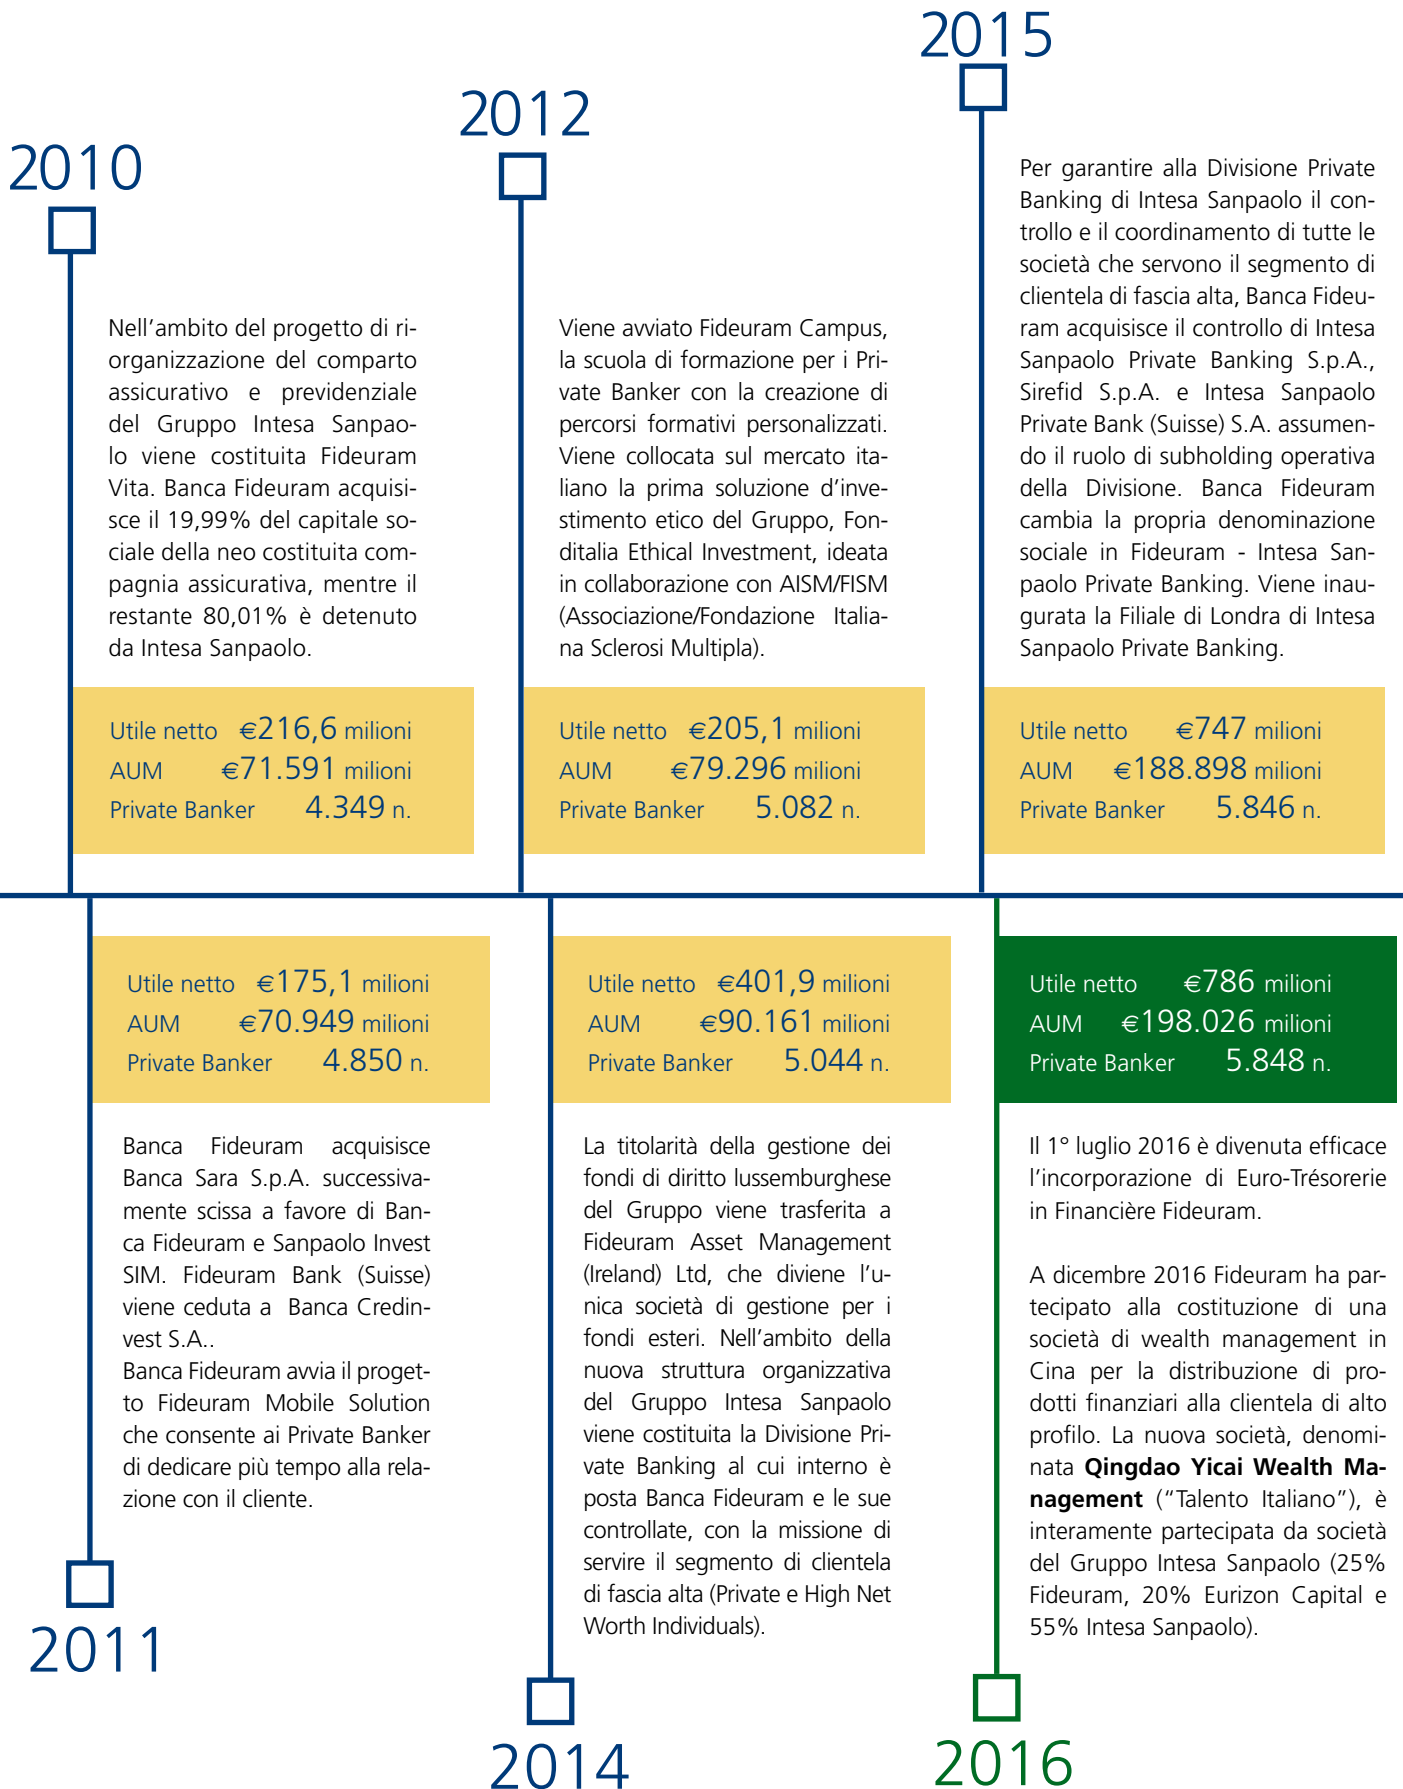 2010
Nell'ambito del progetto di ri-
organizzazione del comparto
assicurativo e previdenziale
del Gruppo Intesa Sanpao-
lo viene costituita Fideuram
Vita. Banca Fideuram acquisi-
sce il 19,99% del capitale so-
ciale della neo costituita com-
pagnia assicurativa, mentre il
restante 80,01% è detenuto
da Intesa Sanpaolo.
Utile netto €216,6 milioni
AUM €71.591 milioni
Private Banker 4.349 n.
2012
Viene avviato Fideuram Campus,
la scuola di formazione per i Pri-
vate Banker con la creazione di
percorsi formativi personalizzati.
Viene collocata sul mercato ita-
liano la prima soluzione d'inve-
stimento etico del Gruppo, Fon-
ditalia Ethical Investment, ideata
in collaborazione con AISM/FISM
(Associazione/Fondazione Italia-
na Sclerosi Multipla).
Utile netto €205,1 milioni
AUM €79.296 milioni
Private Banker 5.082 n.
2015
Per garantire alla Divisione Private
Banking di Intesa Sanpaolo il con-
trollo e il coordinamento di tutte le
società che servono il segmento di
clientela di fascia alta, Banca Fideu-
ram acquisisce il controllo di Intesa
Sanpaolo Private Banking S.p.A.,
Sirefid S.p.A. e Intesa Sanpaolo
Private Bank (Suisse) S.A. assumen-
do il ruolo di subholding operativa
della Divisione. Banca Fideuram
cambia la propria denominazione
sociale in Fideuram - Intesa San-
paolo Private Banking. Viene inau-
gurata la Filiale di Londra di Intesa
Sanpaolo Private Banking.
Utile netto €747 milioni
AUM €188.898 milioni
Private Banker 5.846 n.
Utile netto €175,1 milioni
AUM €70.949 milioni
Private Banker 4.850 n.
Banca Fideuram acquisisce
Banca Sara S.p.A. successiva-
mente scissa a favore di Ban-
ca Fideuram e Sanpaolo Invest
SIM. Fideuram Bank (Suisse)
viene ceduta a Banca Credin-
vest S.A..
Banca Fideuram avvia il proget-
to Fideuram Mobile Solution
che consente ai Private Banker
di dedicare più tempo alla rela-
zione con il cliente.
2011
Utile netto €401,9 milioni
AUM €90.161 milioni
Private Banker 5.044 n.
La titolarità della gestione dei
fondi di diritto lussemburghese
del Gruppo viene trasferita a
Fideuram Asset Management
(Ireland) Ltd, che diviene l'u-
nica società di gestione per i
fondi esteri. Nell'ambito della
nuova struttura organizzativa
del Gruppo Intesa Sanpaolo
viene costituita la Divisione Pri-
vate Banking al cui interno è
posta Banca Fideuram e le sue
controllate, con la missione di
servire il segmento di clientela
di fascia alta (Private e High Net
Worth Individuals).
2014
Utile netto €786 milioni
AUM €198.026 milioni
Private Banker 5.848 n.
Il 1° luglio 2016 è divenuta efficace
l'incorporazione di Euro-Trésorerie
in Financière Fideuram.
A dicembre 2016 Fideuram ha par-
tecipato alla costituzione di una
società di wealth management in
Cina per la distribuzione di pro-
dotti finanziari alla clientela di alto
profilo. La nuova società, denomi-
nata Qingdao Yicai Wealth Ma-
nagement ("Talento Italiano"), è
interamente partecipata da società
del Gruppo Intesa Sanpaolo (25%
Fideuram, 20% Eurizon Capital e
55% Intesa Sanpaolo).
2016